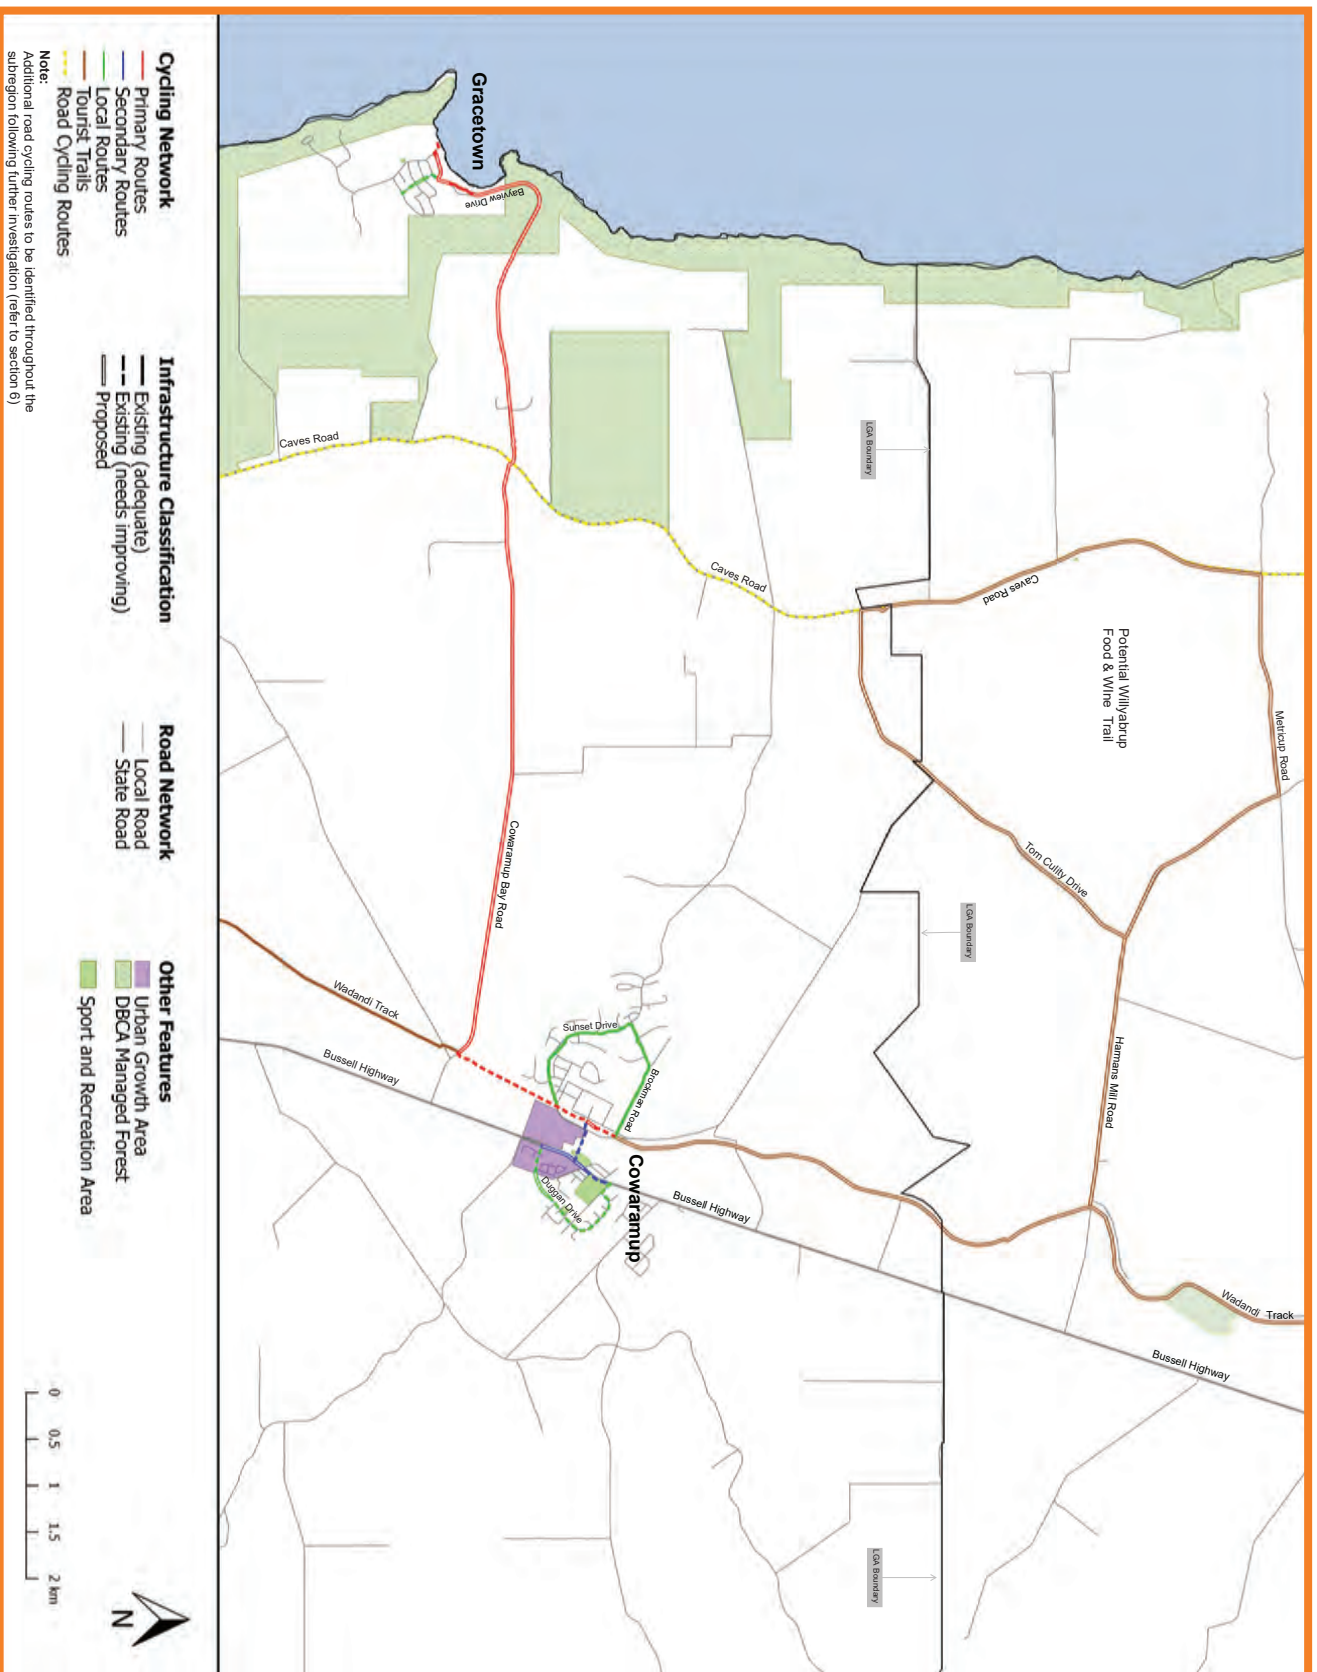 Gracetown
Bayview Drive
Caves Road
Caves Road
Caves Road
LGA Boundary
Potential Willyabrup
Food & WIne Trail
Metricup Road
Tom Cullity Drive
LGA Boundary
Cowaramup Bay Road
Harmans Mill Road
Wadandi Track
Bussell Highway
Sunset Drive
Brockman Road
Cowaramup
Duggan Drive
Bussell Highway
Wadandi Track
Bussell Highway
LGA Boundary
Cycling Network
Primary Routes
Secondary Routes
Local Routes
Tourist Trails
Road Cycling Routes
Note:
Additional road cycling routes to be identified throughout the
subregion following further investigation (refer to section 6)
Infrastructure Classification
Existing (adequate)
Existing (needs improving)
Proposed
Road Network
Local Road
State Road
Other Features
Urban Growth Area
DBCA Managed Forest
Sport and Recreation Area
0 0.5 1 1.5 2 km
N